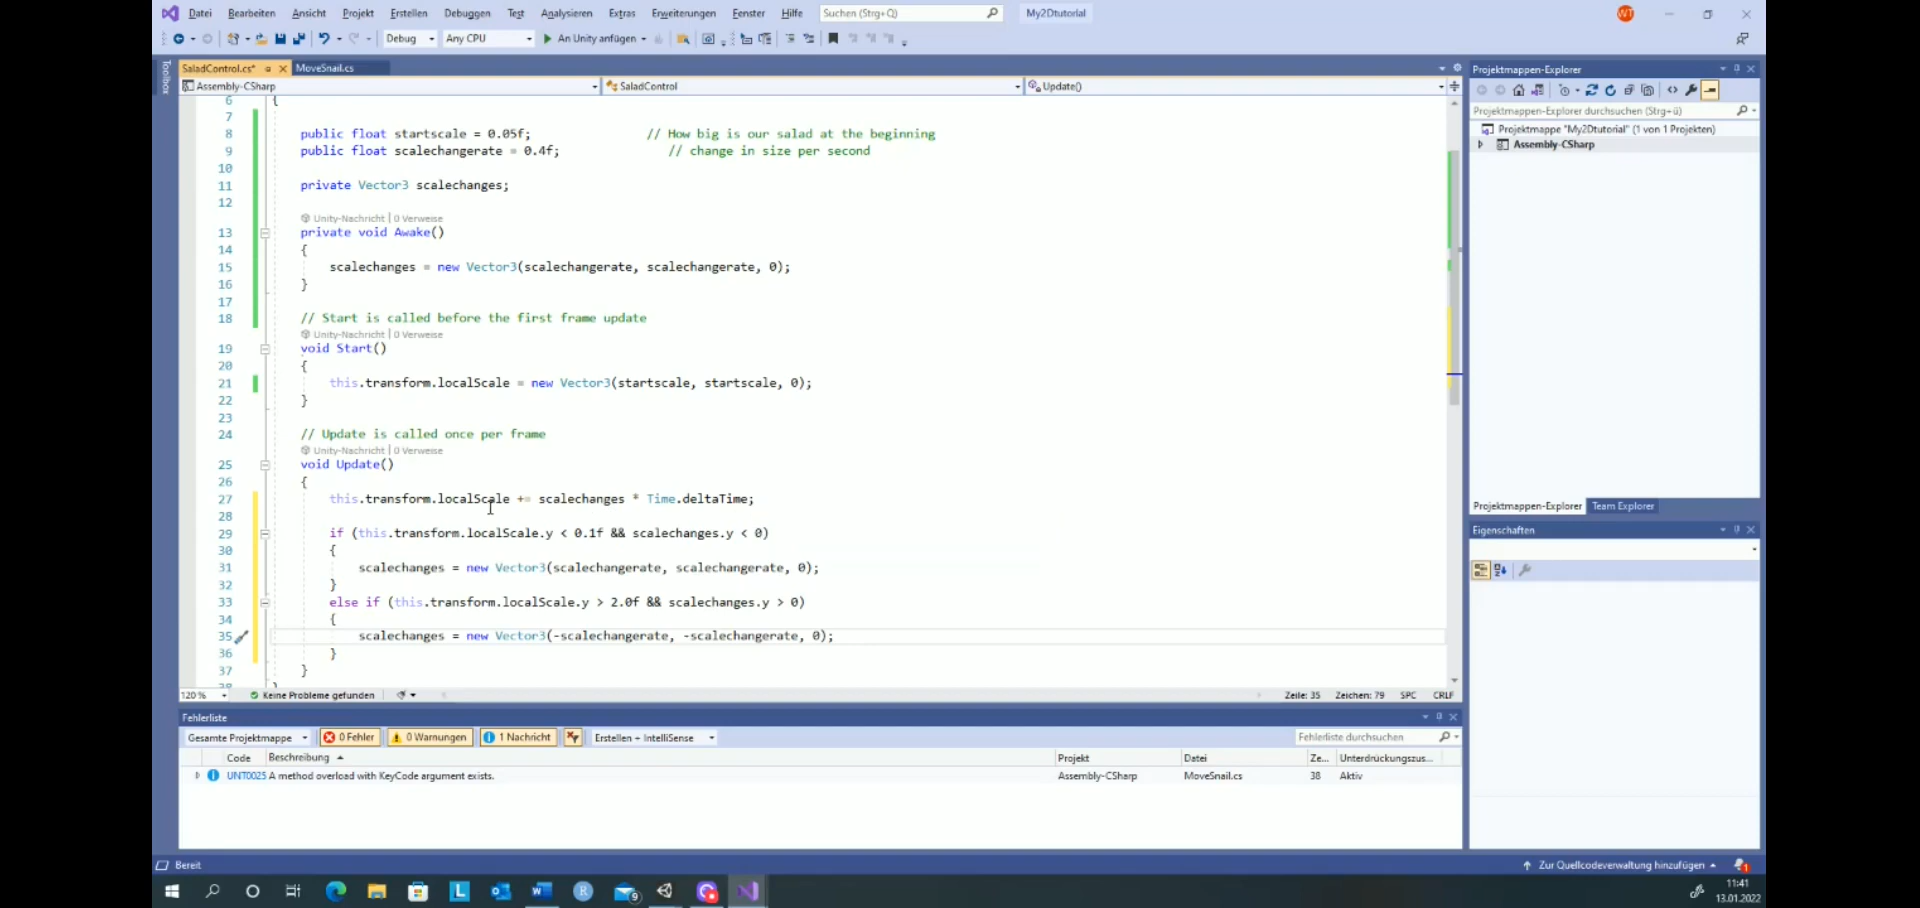 Datei Bearbeiten Ansicht Projekt Erstellen Debuggen Test Analysieren Extras Erweiterungen Fenster Hilfe Suchen (Strg+Q) My2Dtutorial WT
Debug Any CPU An Unity anfügen
Toolbox
SaladControl.cs* MoveSnail.cs
Assembly-CSharp SaladControl Update()
6 {
7
8 public float startscale = 0.05f; // How big is our salad at the beginning
9 public float scalechangerate = 0.4f; // change in size per second
10
11 private Vector3 scalechanges;
12
Unity-Nachricht | 0 Verweise
13 private void Awake()
14 {
15 scalechanges = new Vector3(scalechangerate, scalechangerate, 0);
16 }
17
18 // Start is called before the first frame update
Unity-Nachricht | 0 Verweise
19 void Start()
20 {
21 this.transform.localScale = new Vector3(startscale, startscale, 0);
22 }
23
24 // Update is called once per frame
Unity-Nachricht | 0 Verweise
25 void Update()
26 {
27 this.transform.localScale += scalechanges * Time.deltaTime;
28
29 if (this.transform.localScale.y < 0.1f && scalechanges.y < 0)
30 {
31 scalechanges = new Vector3(scalechangerate, scalechangerate, 0);
32 }
33 else if (this.transform.localScale.y > 2.0f && scalechanges.y > 0)
34 {
35 scalechanges = new Vector3(-scalechangerate, -scalechangerate, 0);
36 }
37 }
38 }
120 % Keine Probleme gefunden Zeile: 35 Zeichen: 79 SPC CRLF
Fehlerliste
Gesamte Projektmappe 0 Fehler 0 Warnungen 1 Nachricht Erstellen + IntelliSense Fehlerliste durchsuchen
Code Beschreibung Projekt Datei Ze... Unterdrückungszus...
UNT0025 A method overload with KeyCode argument exists. Assembly-CSharp MoveSnail.cs 38 Aktiv
Projektmappen-Explorer
Projektmappen-Explorer durchsuchen (Strg+ü)
Projektmappe "My2Dtutorial" (1 von 1 Projekten)
Assembly-CSharp
Projektmappen-Explorer Team Explorer
Eigenschaften
Bereit Zur Quellcodeverwaltung hinzufügen 1
L 9 11:41
13.01.2022